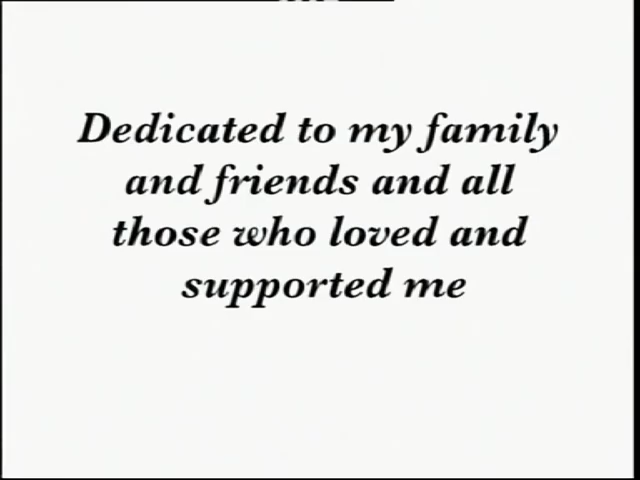 Dedicated to my family
and friends and all
those who loved and
supported me